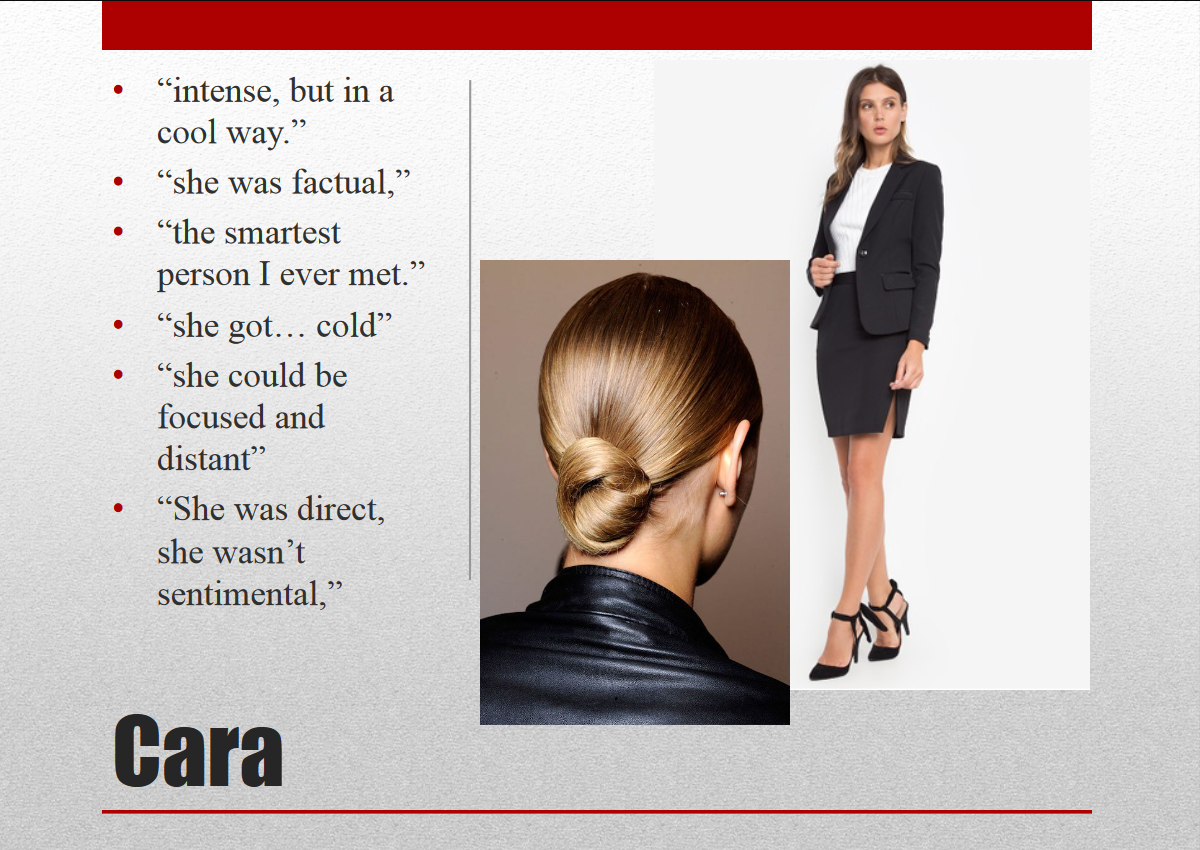 “intense, but in a
cool way.”
“she was factual,”
“the smartest
person I ever met.”
“she got… cold”
“she could be
focused and
distant”
“She was direct,
she wasn’t
sentimental,”
Cara